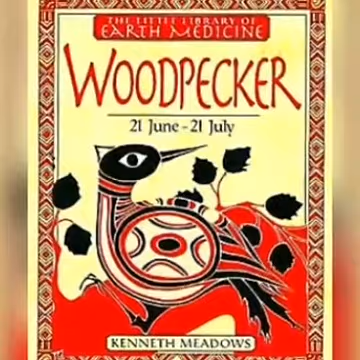 THE LITTLE LIBRARY OF
EARTH MEDICINE
WOODPECKER
21 June - 21 July
KENNETH MEADOWS